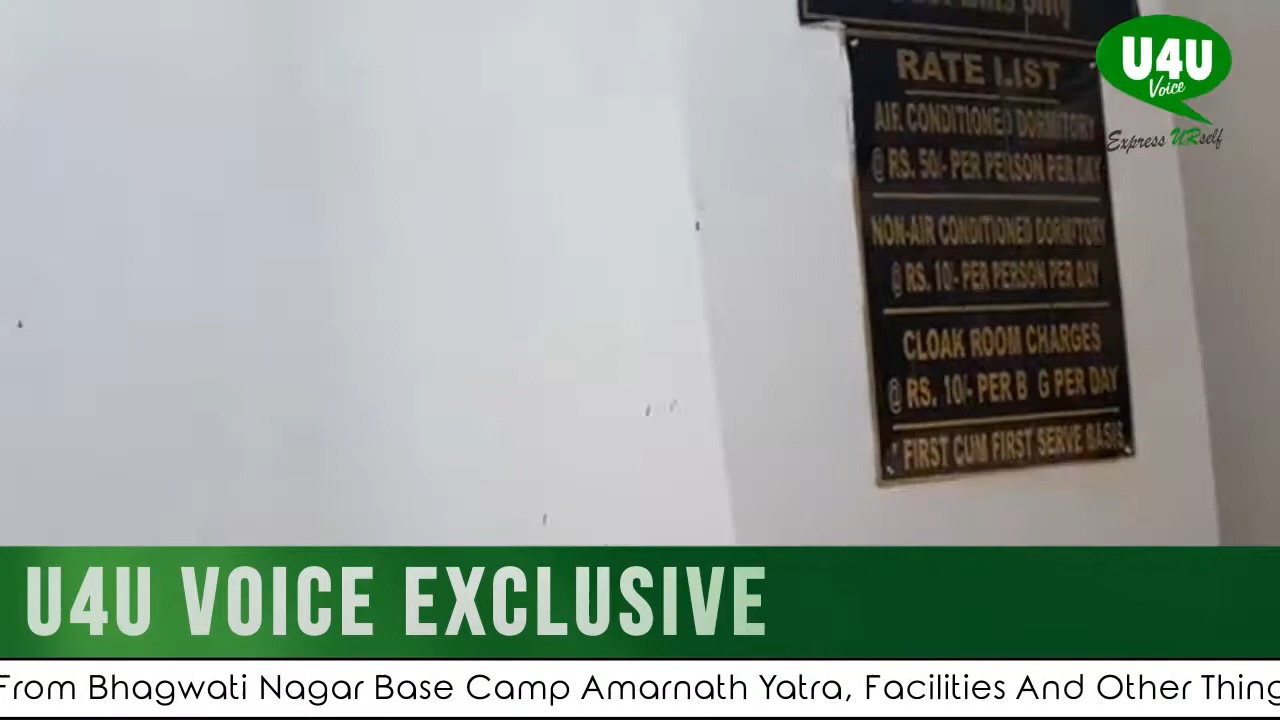 RATE LIST
AIR CONDITIONED DORMITORY
@ RS. 50/- PER PERSON PER DAY
NON-AIR CONDITIONED DORMITORY
@ RS. 10/- PER PERSON PER DAY
CLOAK ROOM CHARGES
@ RS. 10/- PER B G PER DAY
* FIRST CUM FIRST SERVE BASIS
U4U
Voice
Express URself
U4U VOICE EXCLUSIVE
From Bhagwati Nagar Base Camp Amarnath Yatra, Facilities And Other Thing